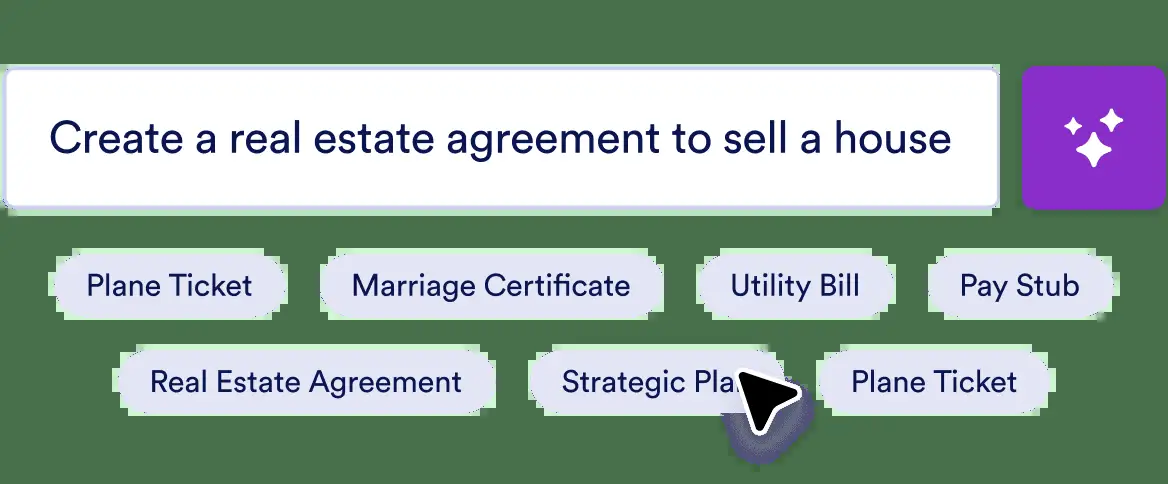 Create a real estate agreement to sell a house
Plane Ticket Marriage Certificate Utility Bill Pay Stub
Real Estate Agreement Strategic Plane Ticket